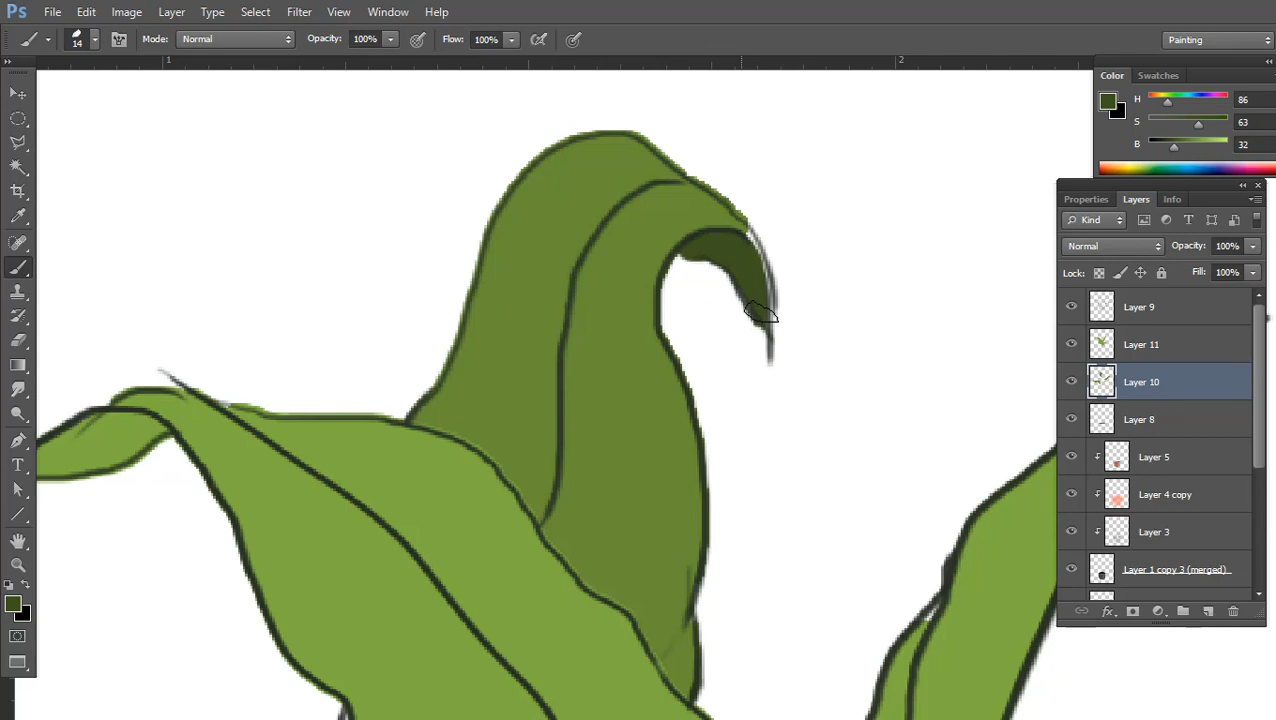 Ps File Edit Image Layer Type Select Filter View Window Help
14 Mode: Normal Opacity: 100% Flow: 100% Painting
1 2
Color Swatches
H 86
S 63
B 32
Properties Layers Info
Kind
Normal Opacity: 100%
Lock: Fill: 100%
Layer 9
Layer 11
Layer 10
Layer 8
Layer 5
Layer 4 copy
Layer 3
Layer 1 copy 3 (merged)
fx